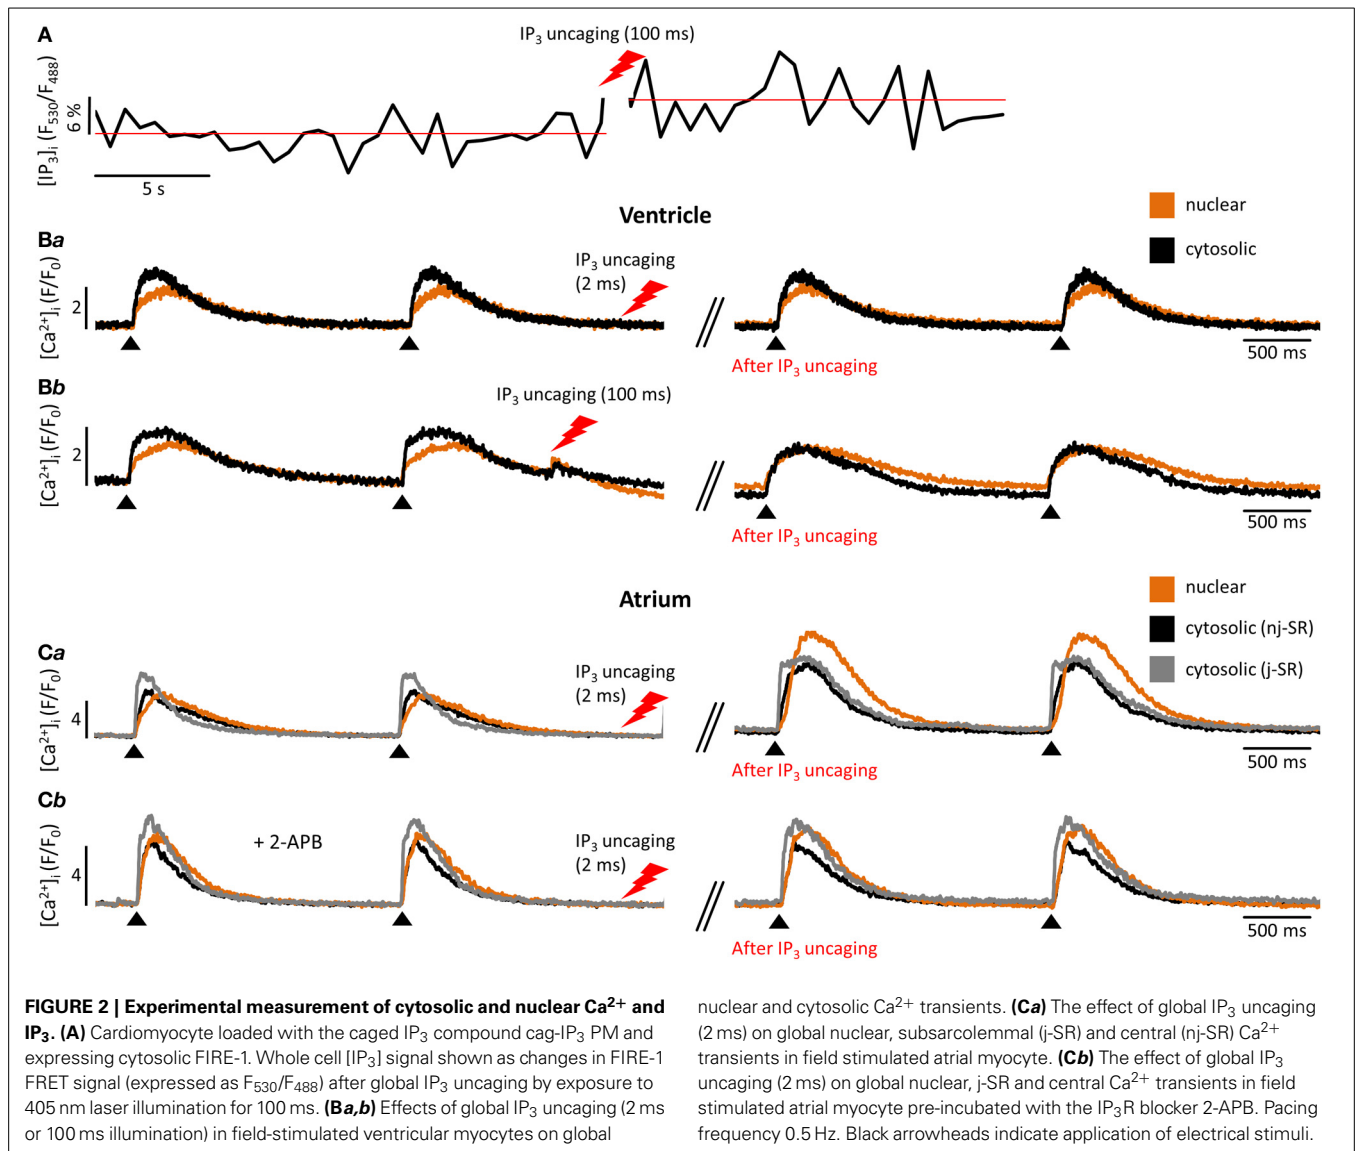 A
IP3 uncaging (100 ms)
[IP3]i (F530/F488)
6 %
5 s
Ventricle
nuclear
cytosolic
Ba
[Ca2+]i (F/F0)
2
IP3 uncaging
(2 ms)
After IP3 uncaging
500 ms
Bb
[Ca2+]i (F/F0)
2
IP3 uncaging (100 ms)
After IP3 uncaging
500 ms
Atrium
nuclear
cytosolic (nj-SR)
cytosolic (j-SR)
Ca
[Ca2+]i (F/F0)
4
IP3 uncaging
(2 ms)
After IP3 uncaging
500 ms
Cb
[Ca2+]i (F/F0)
4
+ 2-APB
IP3 uncaging
(2 ms)
After IP3 uncaging
500 ms
FIGURE 2 | Experimental measurement of cytosolic and nuclear Ca2+ and
IP3. (A) Cardiomyocyte loaded with the caged IP3 compound cag-IP3 PM and
expressing cytosolic FIRE-1. Whole cell [IP3] signal shown as changes in FIRE-1
FRET signal (expressed as F530/F488) after global IP3 uncaging by exposure to
405 nm laser illumination for 100 ms. (Ba,b) Effects of global IP3 uncaging (2 ms
or 100 ms illumination) in field-stimulated ventricular myocytes on global
nuclear and cytosolic Ca2+ transients. (Ca) The effect of global IP3 uncaging
(2 ms) on global nuclear, subsarcolemmal (j-SR) and central (nj-SR) Ca2+
transients in field stimulated atrial myocyte. (Cb) The effect of global IP3
uncaging (2 ms) on global nuclear, j-SR and central Ca2+ transients in field
stimulated atrial myocyte pre-incubated with the IP3R blocker 2-APB. Pacing
frequency 0.5 Hz. Black arrowheads indicate application of electrical stimuli.